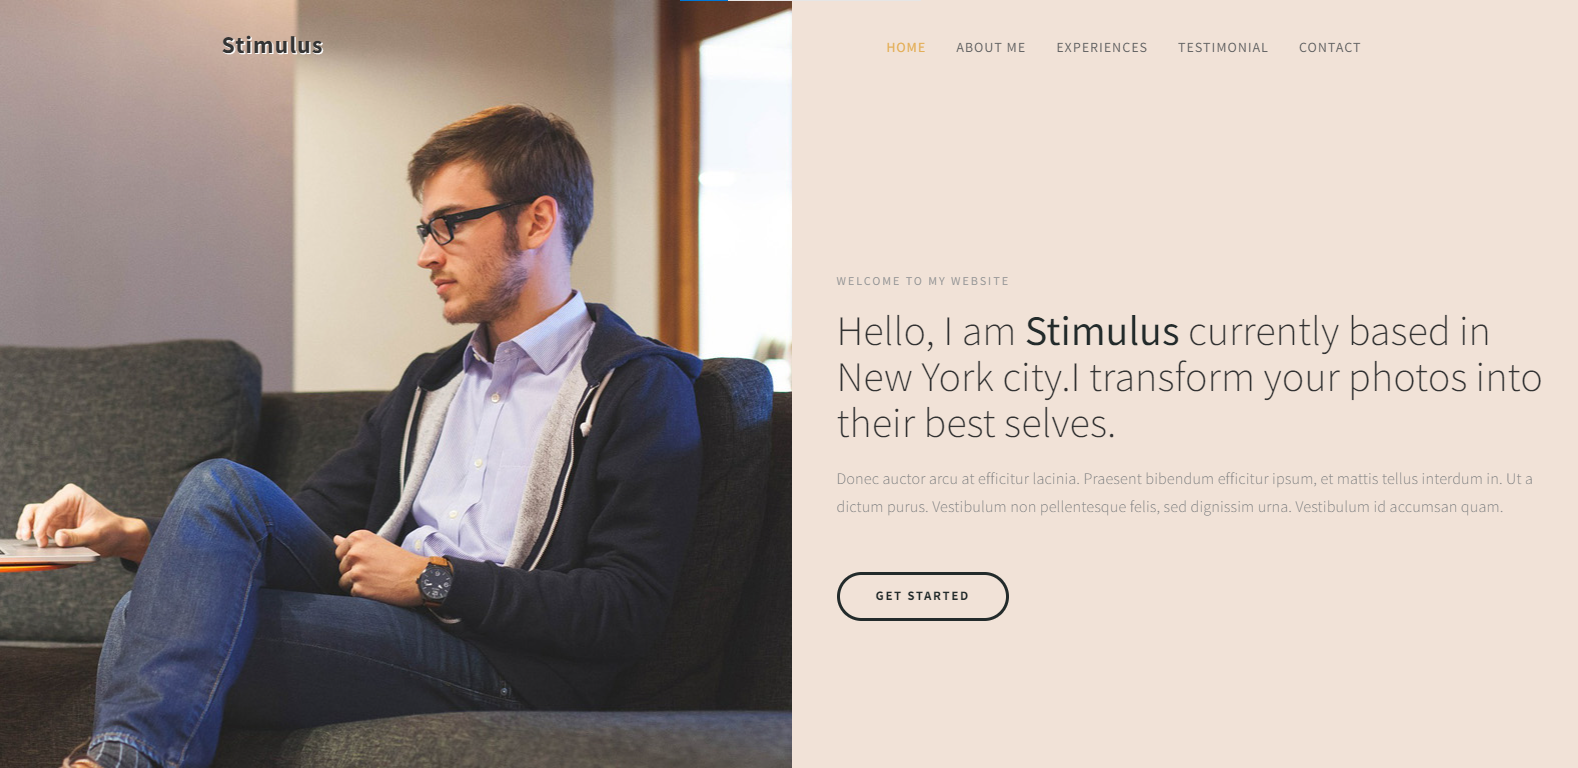 Stimulus
HOME ABOUT ME EXPERIENCES TESTIMONIAL CONTACT
WELCOME TO MY WEBSITE
Hello, I am Stimulus currently based in
New York city.I transform your photos into
their best selves.
Donec auctor arcu at efficitur lacinia. Praesent bibendum efficitur ipsum, et mattis tellus interdum in. Ut a
dictum purus. Vestibulum non pellentesque felis, sed dignissim urna. Vestibulum id accumsan quam.
GET STARTED